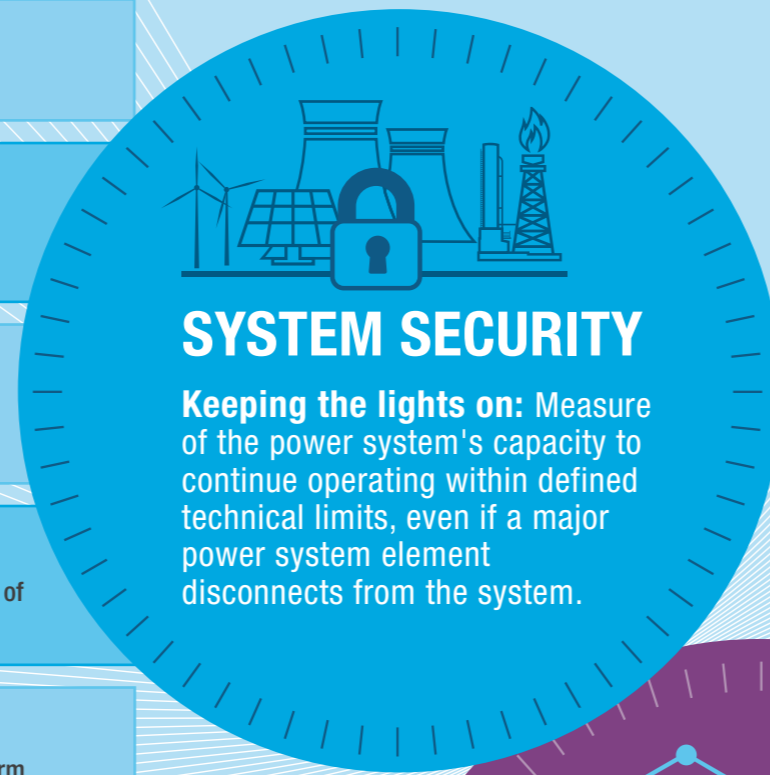 SYSTEM SECURITY
Keeping the lights on: Measure
of the power system's capacity to
continue operating within defined
technical limits, even if a major
power system element
disconnects from the system.
of